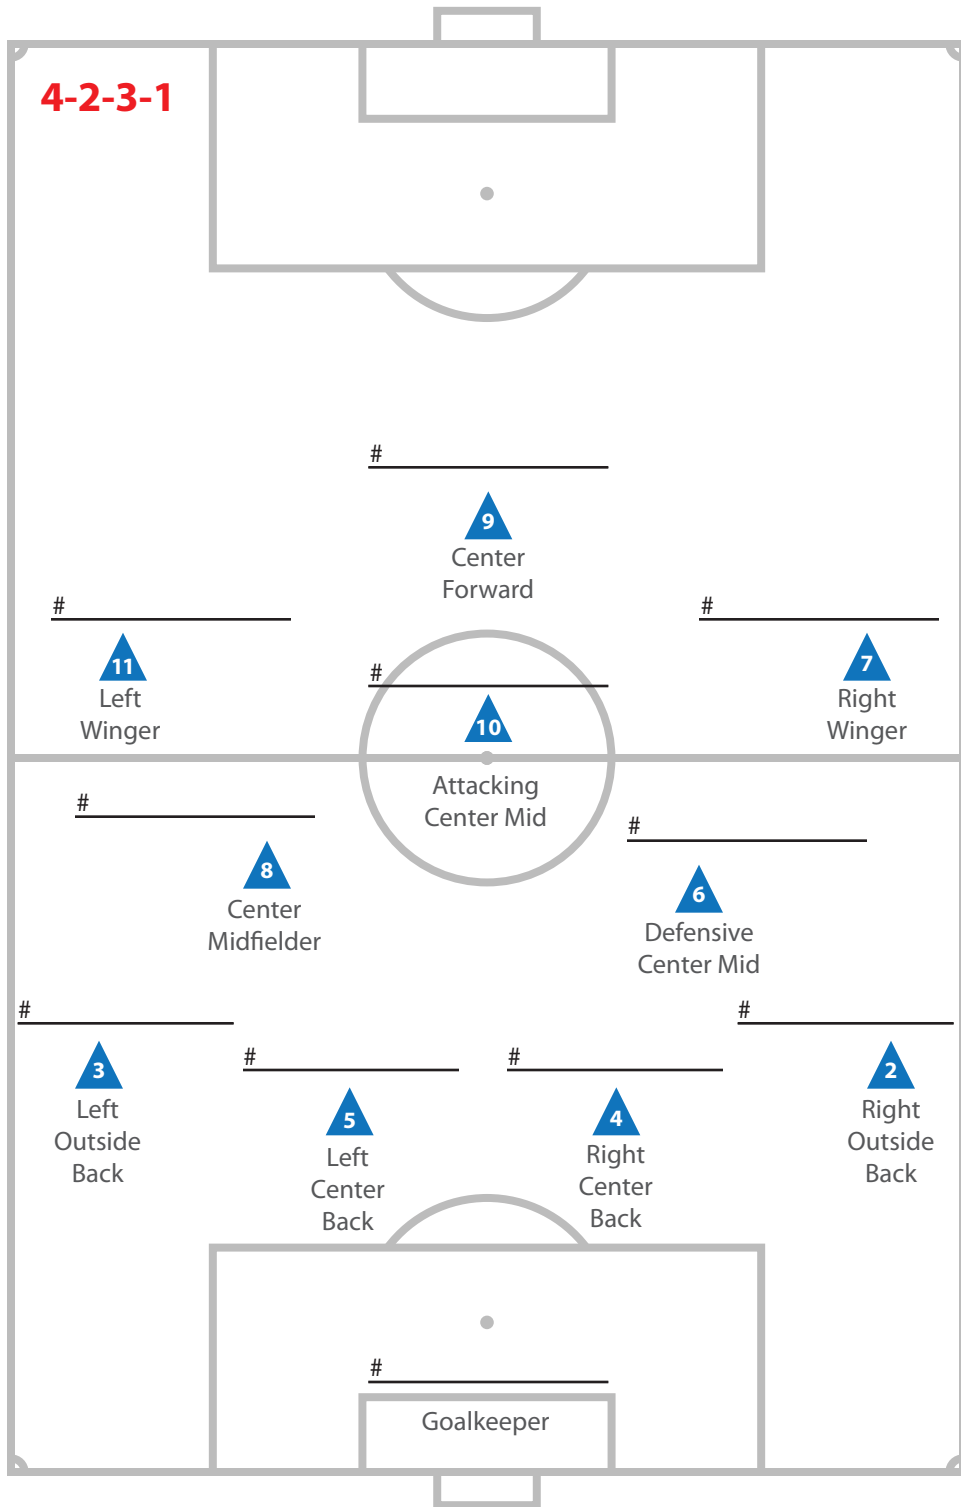 4-2-3-1
#
9
Center
Forward
#
11
Left
Winger
#
10
Attacking
Center Mid
#
7
Right
Winger
#
8
Center
Midfielder
#
6
Defensive
Center Mid
#
3
Left
Outside
Back
#
5
Left
Center
Back
#
4
Right
Center
Back
#
2
Right
Outside
Back
#
Goalkeeper